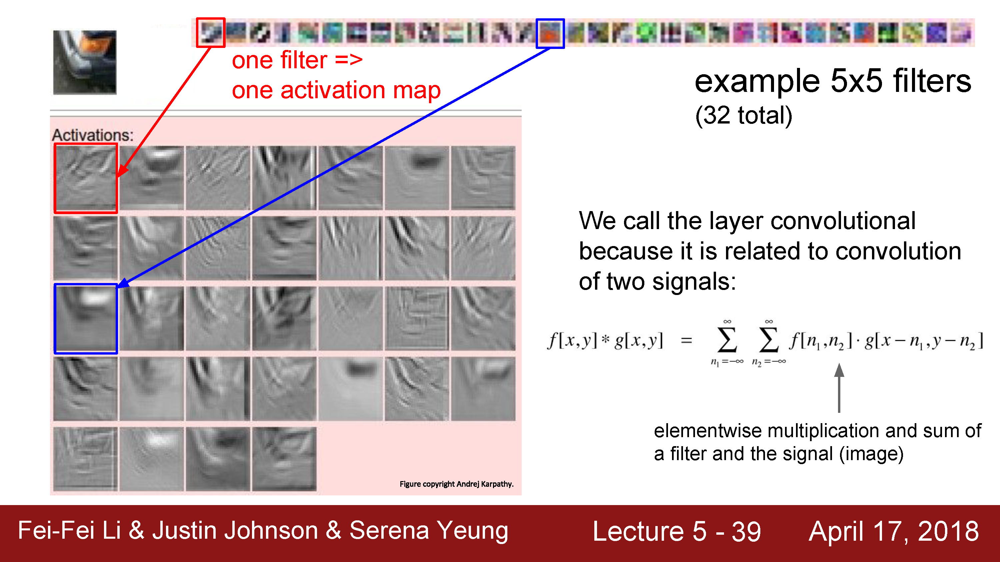 one filter =>
one activation map
example 5x5 filters
(32 total)
Activations:
We call the layer convolutional
because it is related to convolution
of two signals:
f[x,y] * g[x,y] = ∑_{n₁=−∞}^{∞} ∑_{n₂=−∞}^{∞} f[n₁,n₂] · g[x − n₁, y − n₂]
elementwise multiplication and sum of
a filter and the signal (image)
Figure copyright Andrej Karpathy.
Fei-Fei Li & Justin Johnson & Serena Yeung
Lecture 5 - 39
April 17, 2018